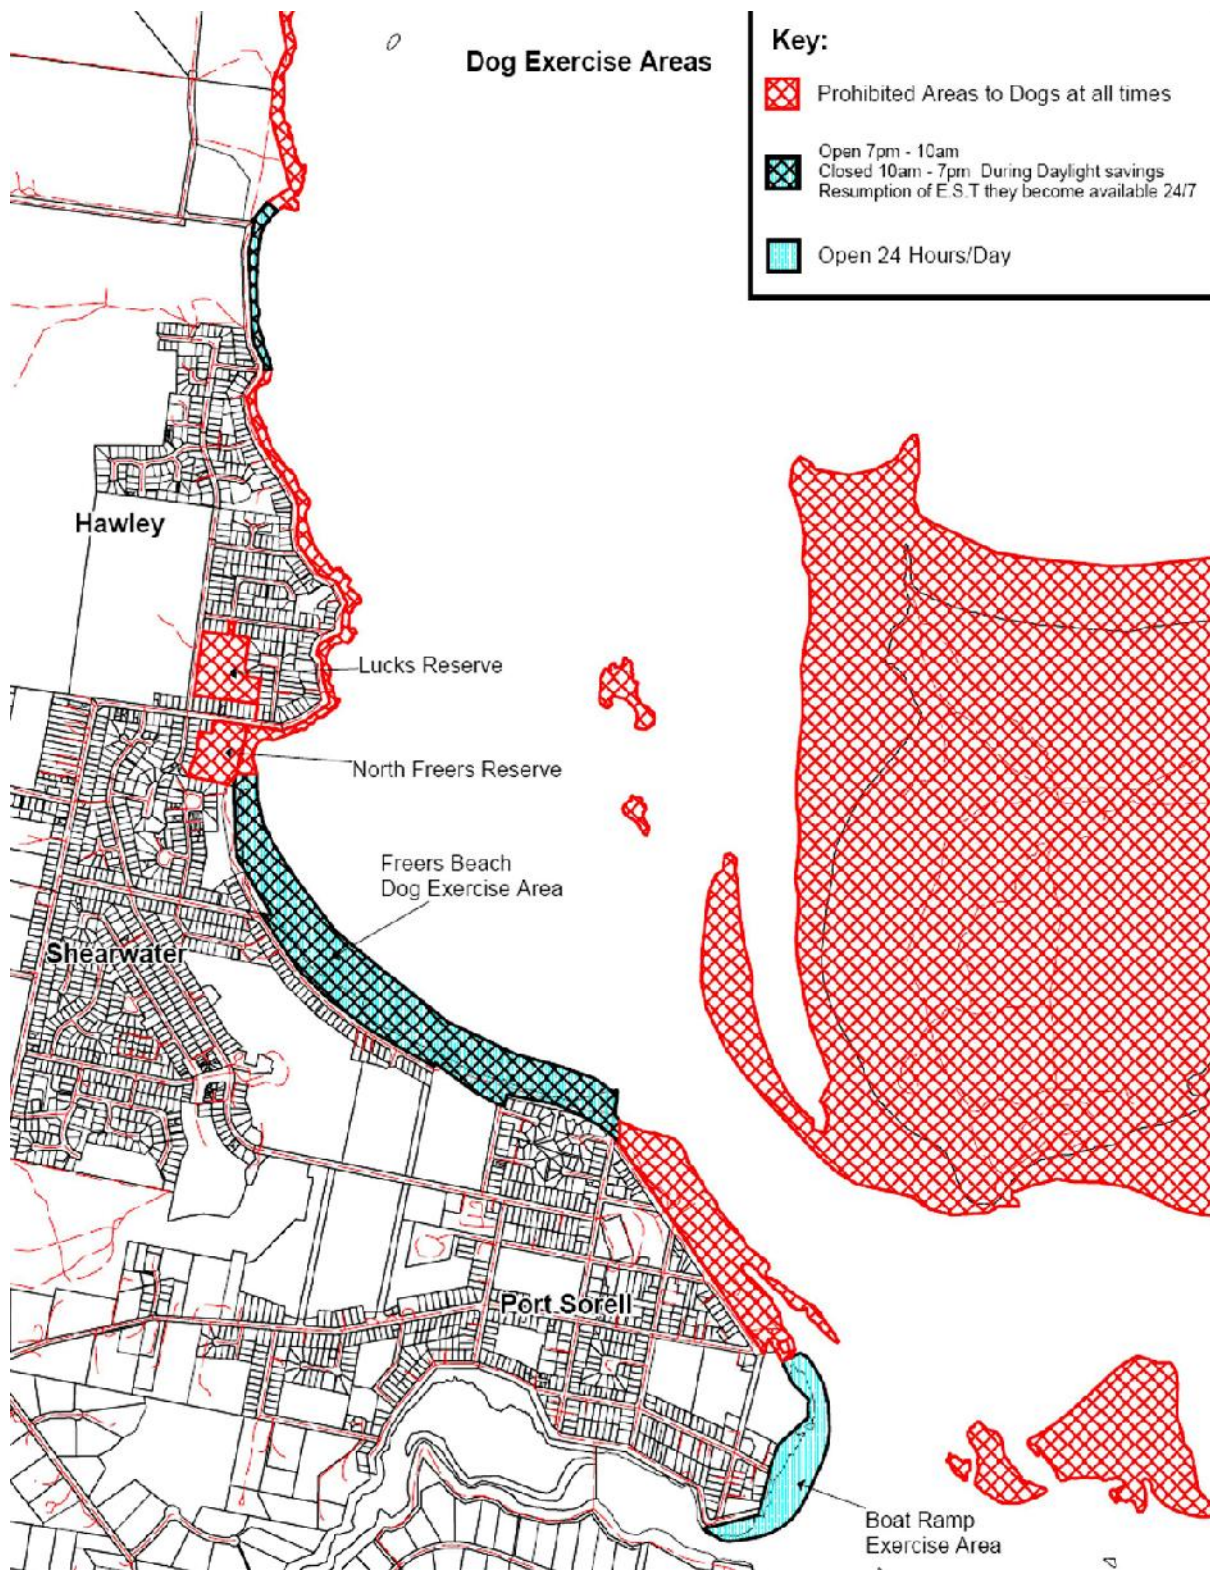 Dog Exercise Areas
Key:
Prohibited Areas to Dogs at all times
Open 7pm - 10am
Closed 10am - 7pm During Daylight savings
Resumption of E.S.T they become available 24/7
Open 24 Hours/Day
Hawley
Lucks Reserve
North Freers Reserve
Freers Beach
Dog Exercise Area
Shearwater
Port Sorell
Boat Ramp
Exercise Area